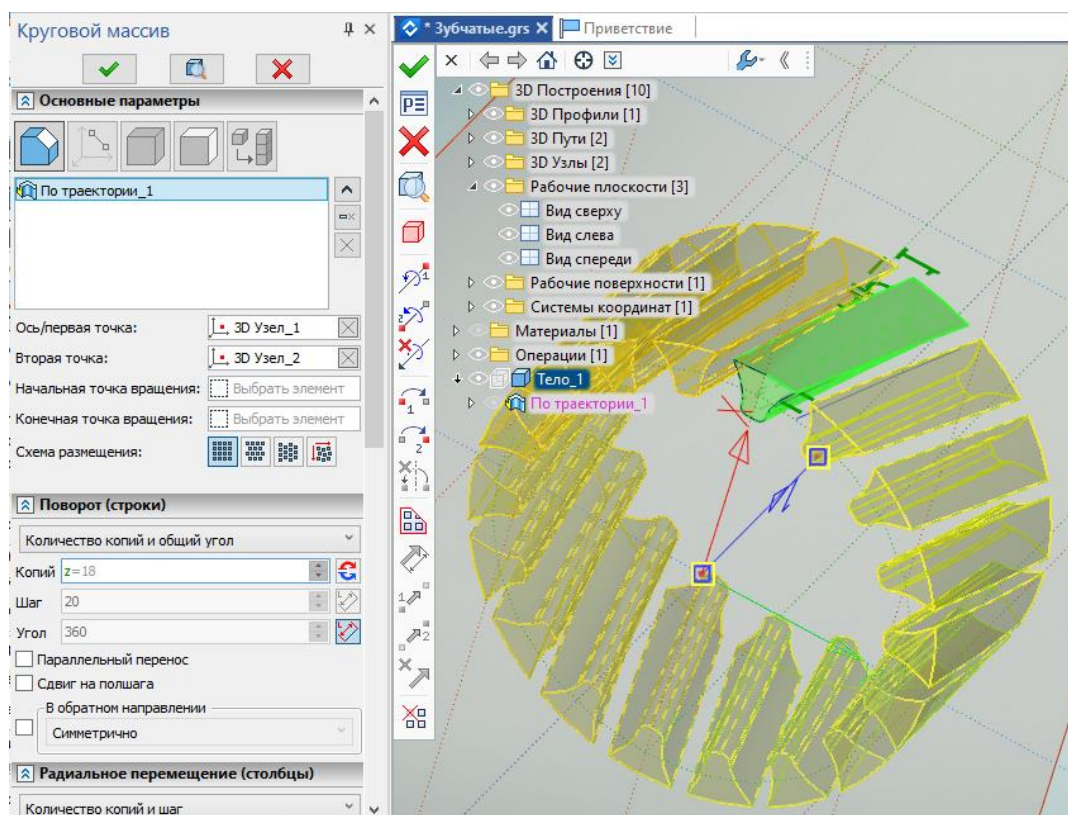 Круговой массив
Основные параметры
По траектории_1
Ось/первая точка:
3D Узел_1
Вторая точка:
3D Узел_2
Начальная точка вращения:
Выбрать элемент
Конечная точка вращения:
Выбрать элемент
Схема размещения:
Поворот (строки)
Количество копий и общий угол
Копий z=18
Шаг 20
Угол 360
Параллельный перенос
Сдвиг на полшага
В обратном направлении
Симметрично
Радиальное перемещение (столбцы)
Количество копий и шаг
* Зубчатые.grs
Приветствие
3D Построения [10]
3D Профили [1]
3D Пути [2]
3D Узлы [2]
Рабочие плоскости [3]
Вид сверху
Вид слева
Вид спереди
Рабочие поверхности [1]
Системы координат [1]
Материалы [1]
Операции [1]
Тело_1
По траектории_1